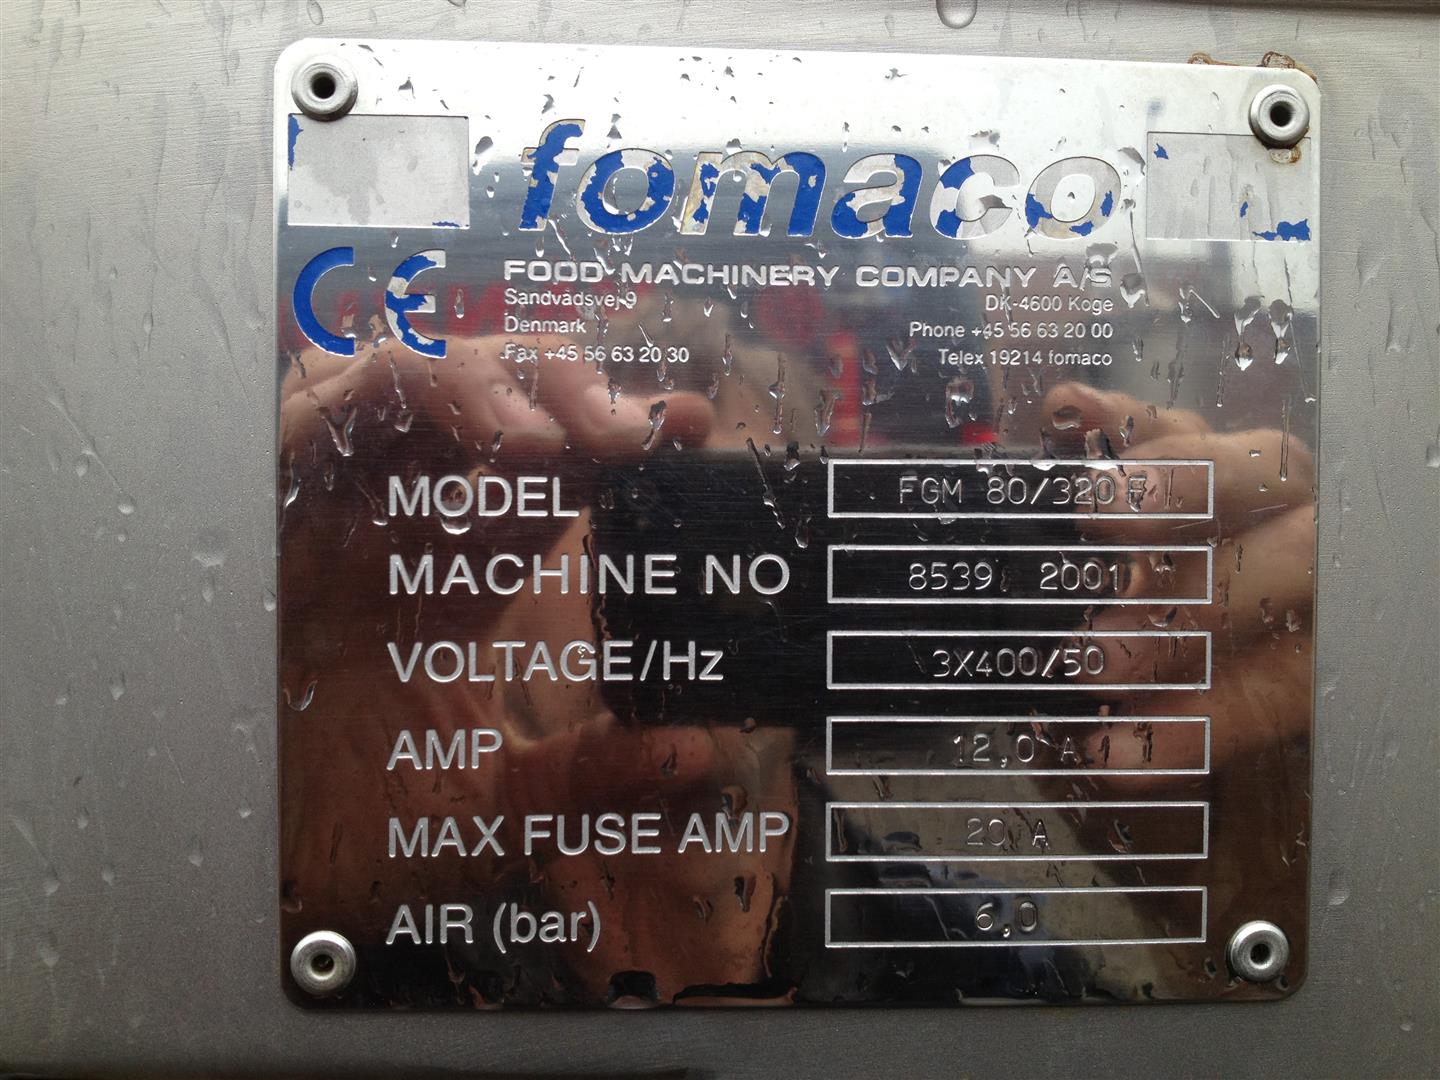 fomaco
CE
FOOD MACHINERY COMPANY A/S
Sandvadsvej 9 DK-4600 Koge
Denmark Phone +45 56 63 20 00
Fax +45 56 63 20 30 Telex 19214 fomaco
MODEL FGM 80/320 F
MACHINE NO 8539 2001
VOLTAGE/Hz 3X400/50
AMP 12,0 A
MAX FUSE AMP 20 A
AIR (bar) 6,0